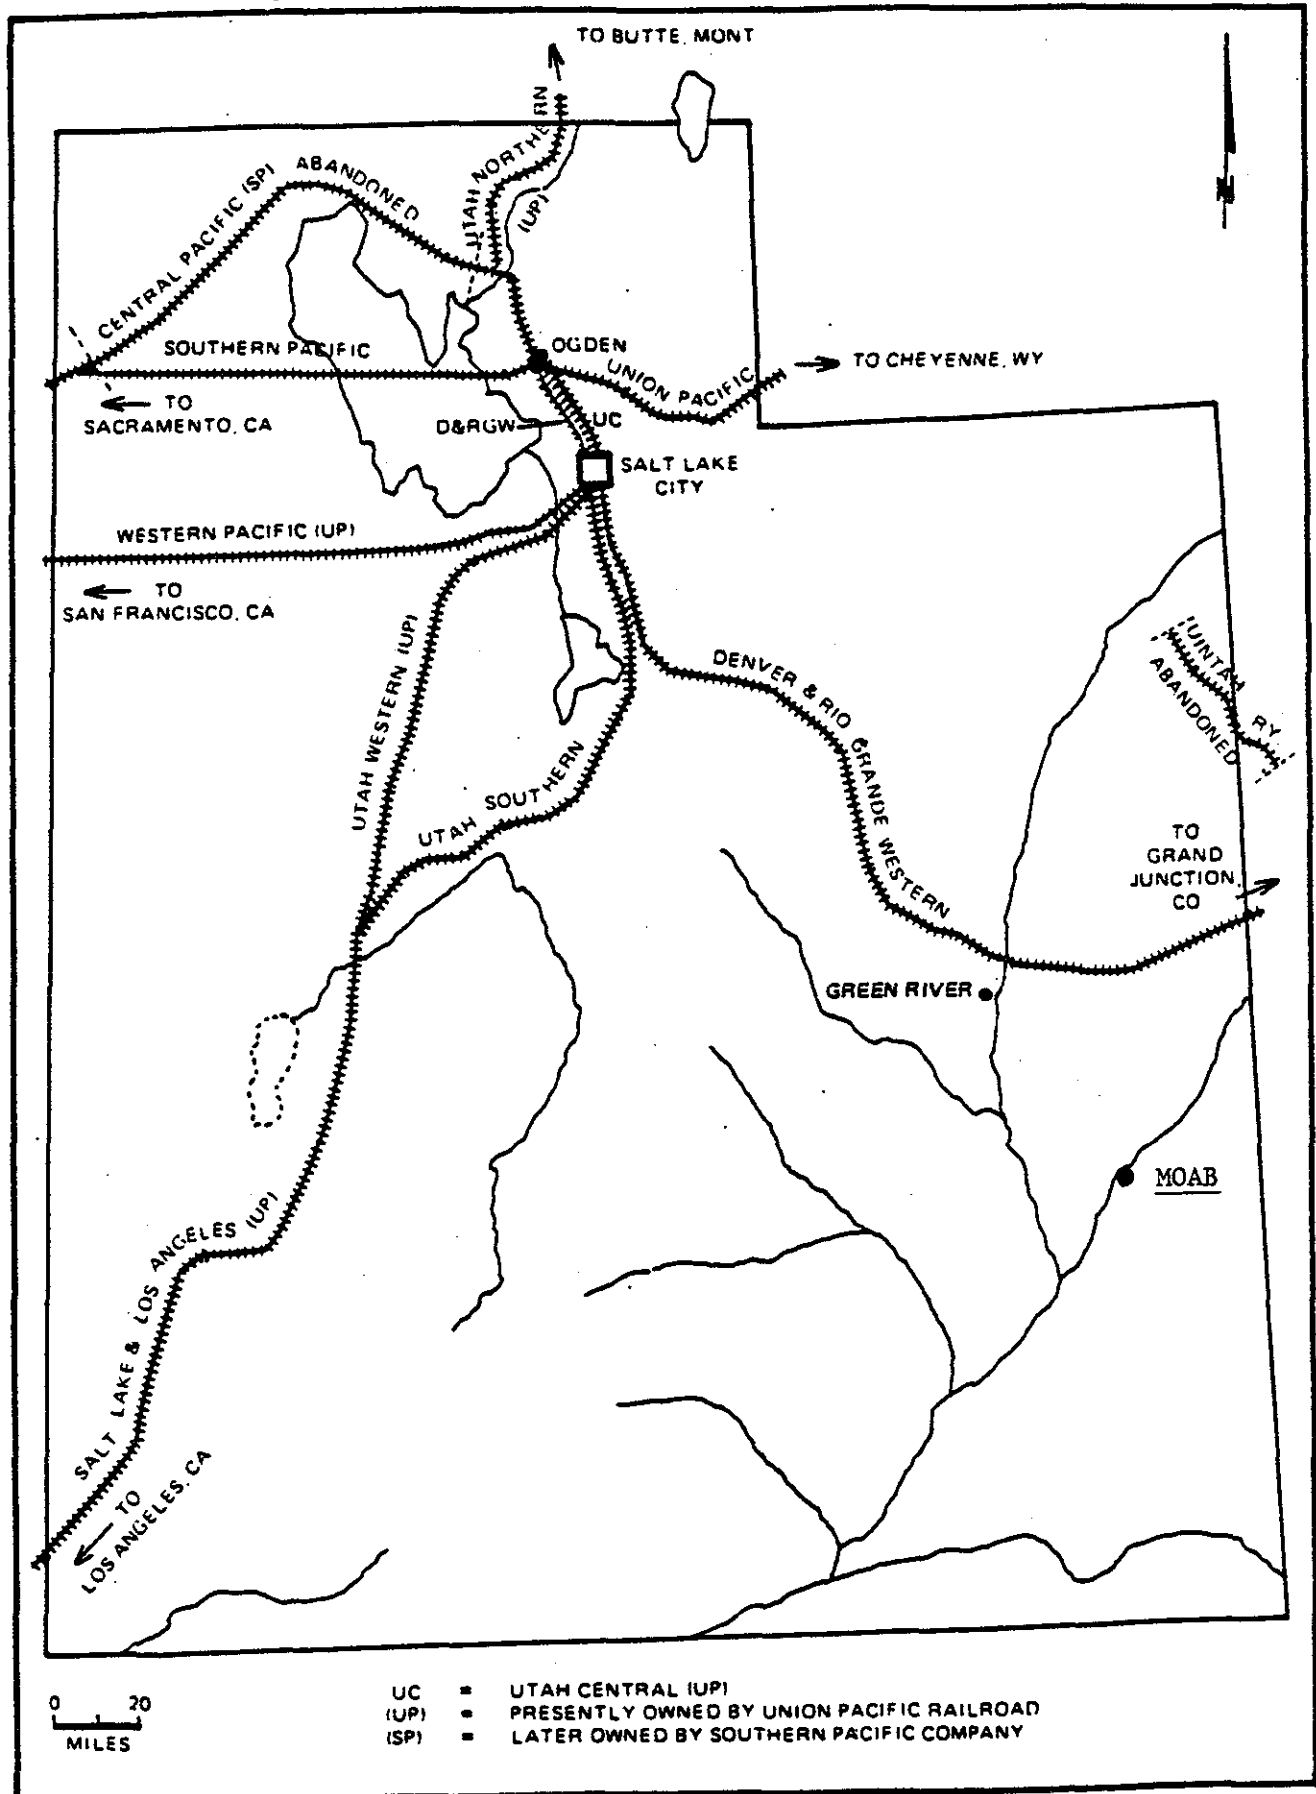 TO BUTTE, MONT
UTAH NORTHERN
(UP)
CENTRAL PACIFIC (SP) ABANDONED
SOUTHERN PACIFIC
OGDEN
UNION PACIFIC
TO CHEYENNE, WY
TO
SACRAMENTO, CA
D&RGW
UC
SALT LAKE
CITY
WESTERN PACIFIC (UP)
TO
SAN FRANCISCO, CA
UTAH WESTERN (UP)
UTAH SOUTHERN
DENVER & RIO GRANDE WESTERN
UINTAH RY.
ABANDONED
TO
GRAND
JUNCTION,
CO
GREEN RIVER
MOAB
SALT LAKE & LOS ANGELES (UP)
TO
LOS ANGELES, CA
N
0 20
MILES
UC = UTAH CENTRAL (UP)
(UP) = PRESENTLY OWNED BY UNION PACIFIC RAILROAD
(SP) = LATER OWNED BY SOUTHERN PACIFIC COMPANY